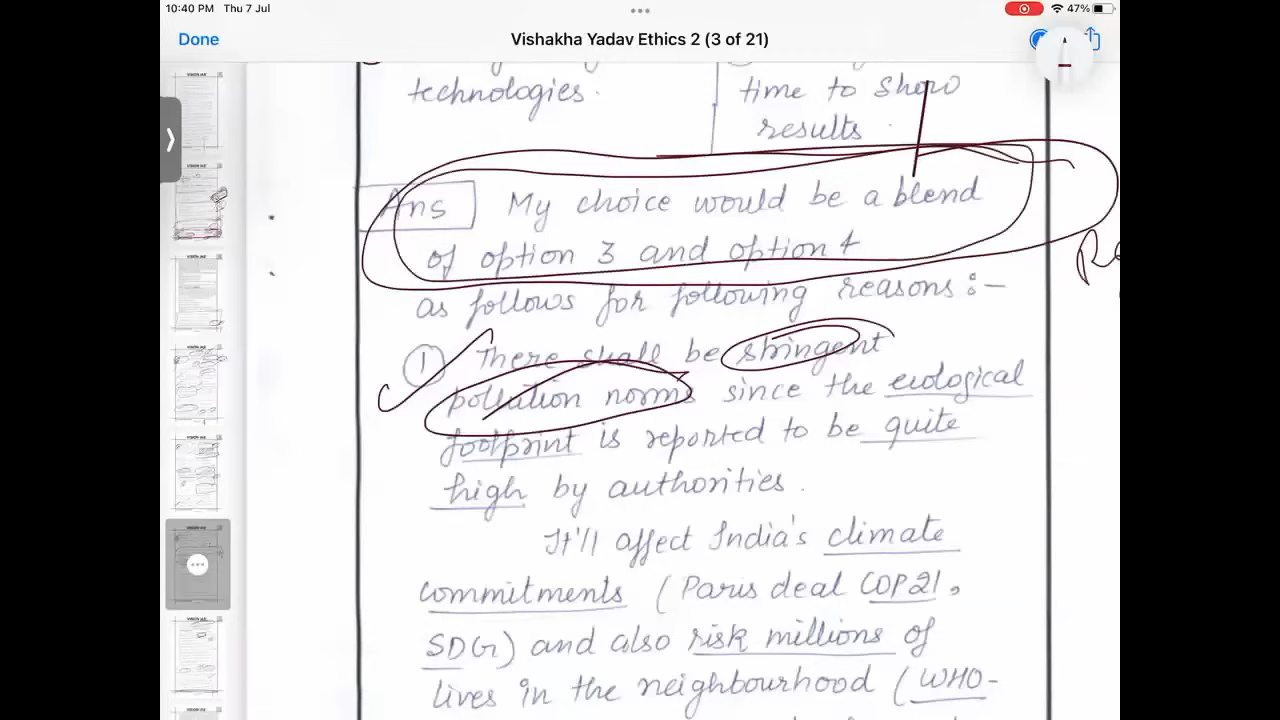 10:40 PM Thu 7 Jul
47%
Done
Vishakha Yadav Ethics 2 (3 of 21)
technologies.
time to show
results.
Ans My choice would be a blend
of option 3 and option 4
as follows for following reasons :-
① There shall be stringent
pollution norms since the ecological
footprint is reported to be quite
high by authorities.
It'll affect India's climate
commitments (Paris deal COP21,
SDG) and also risk millions of
lives in the neighbourhood (WHO-